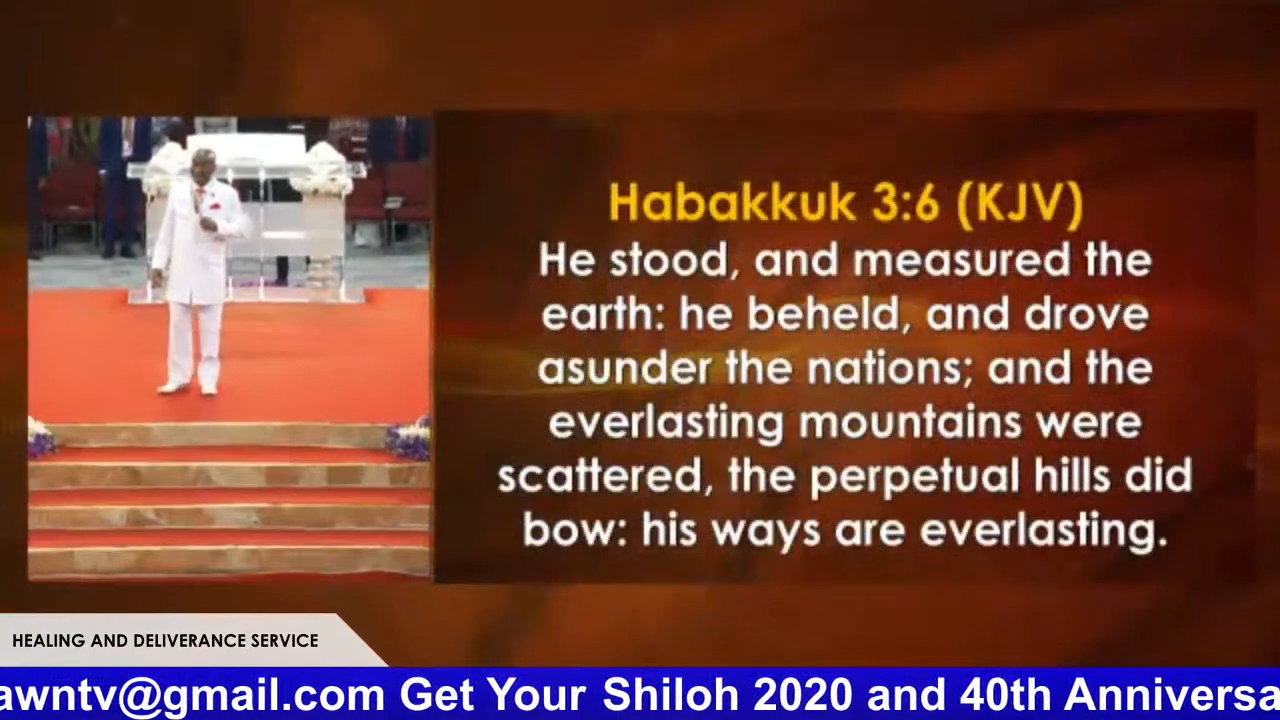 Habakkuk 3:6 (KJV)
He stood, and measured the
earth: he beheld, and drove
asunder the nations; and the
everlasting mountains were
scattered, the perpetual hills did
bow: his ways are everlasting.
HEALING AND DELIVERANCE SERVICE
awntv@gmail.com Get Your Shiloh 2020 and 40th Anniversa